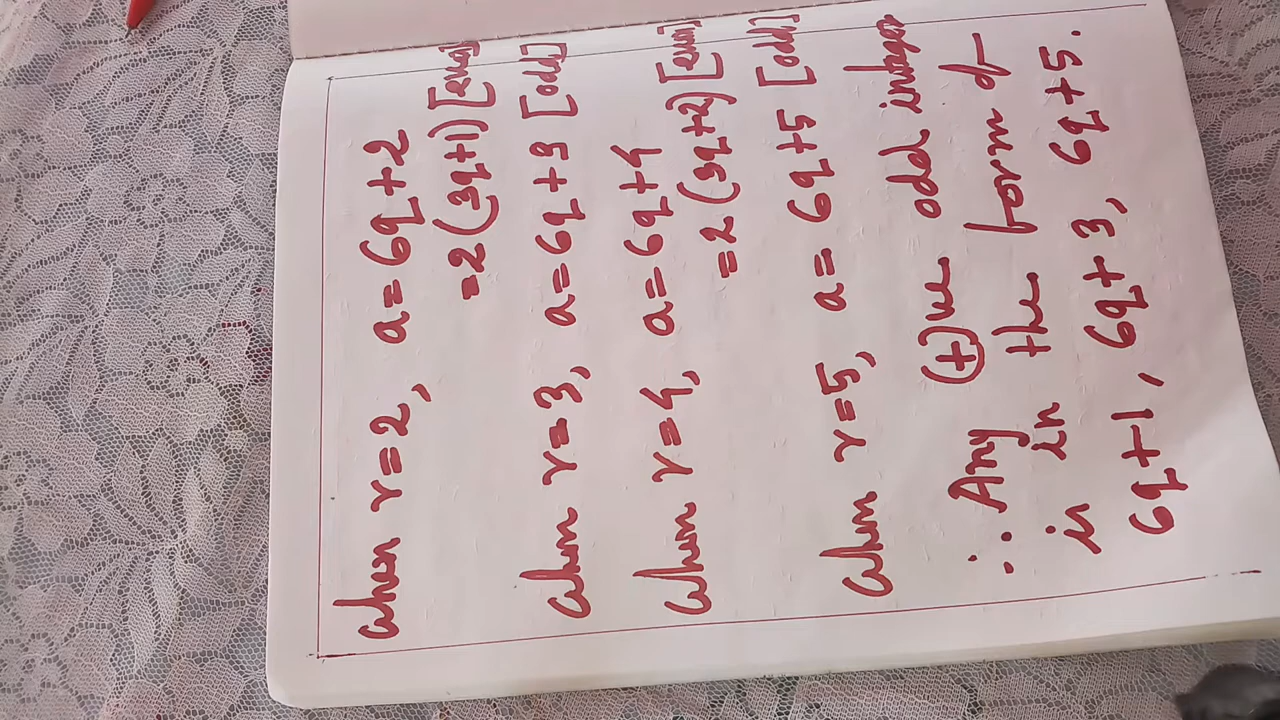 When r=2, a=6q+2
=2(3q+1) [even]
When r=3, a=6q+3 [odd]
When r=4, a=6q+4
=2(3q+2) [even]
When r=5, a=6q+5 [odd]
∴ Any (+)ve odd integer
is in the form of
6q+1, 6q+3, 6q+5.